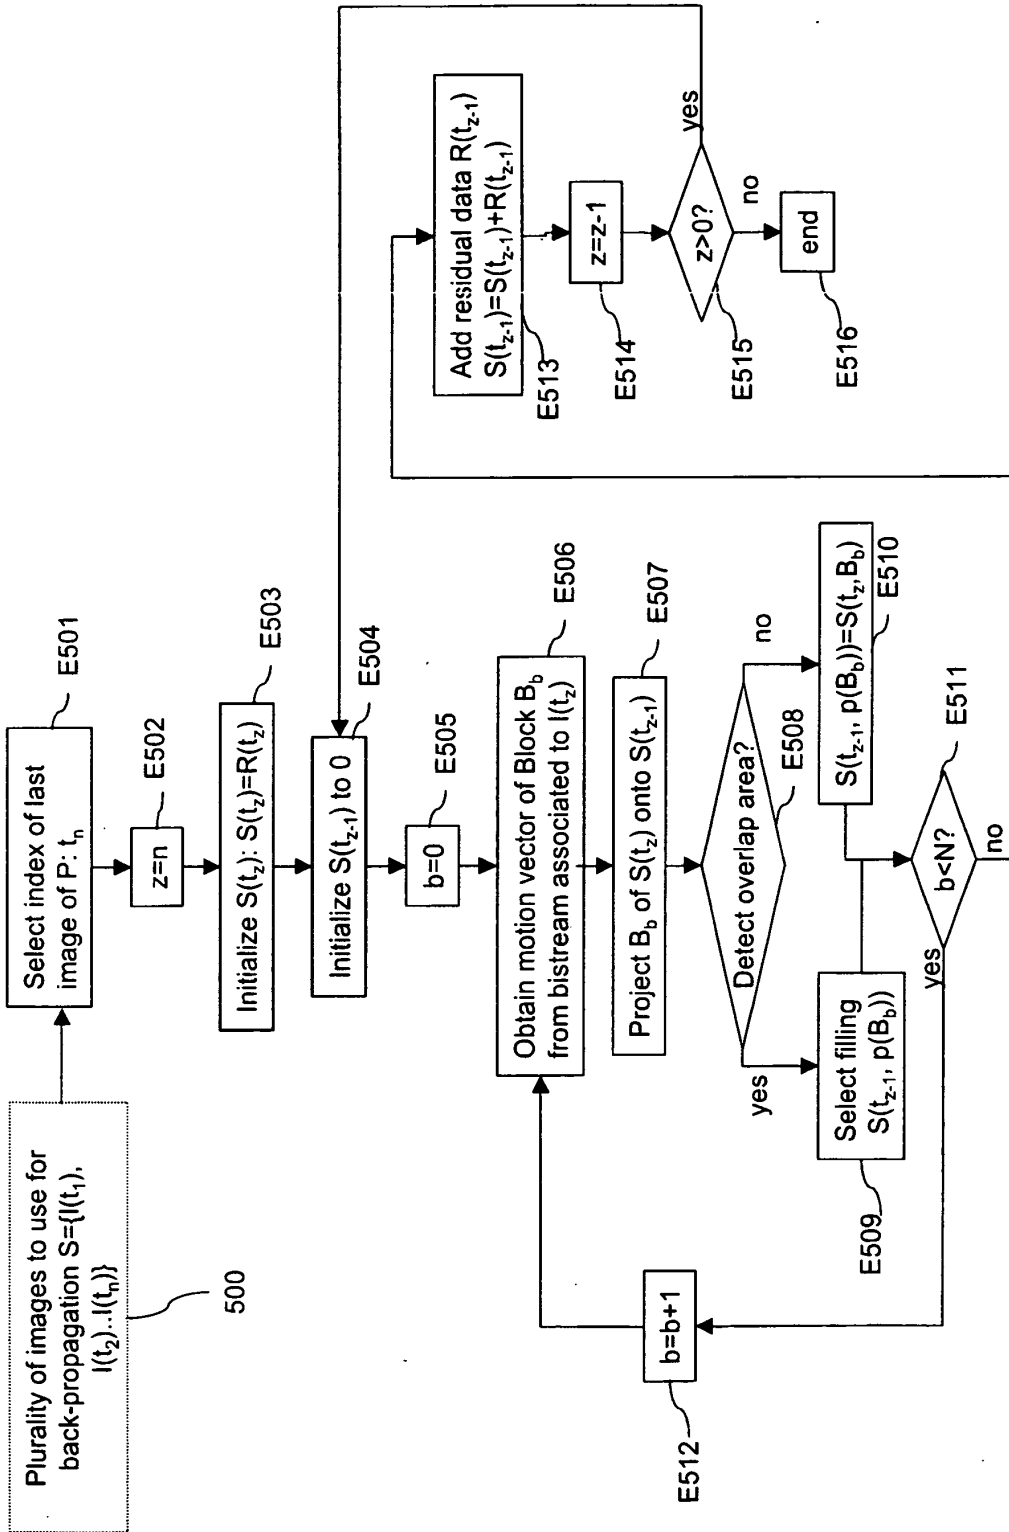 Plurality of images to use for
back-propagation S={I(t1),
I(t2)..I(tn)}
500
Select index of last
image of P: tn
E501
z=n
E502
Initialize S(tz): S(tz)=R(tz)
E503
Initialize S(tz-1) to 0
E504
b=0
E505
Obtain motion vector of Block Bb
from bistream associated to I(tz)
E506
Project Bb of S(tz) onto S(tz-1)
E507
Detect overlap area?
E508
yes
no
Select filling
S(tz-1, p(Bb))
E509
S(tz-1, p(Bb))=S(tz,Bb)
E510
b<N?
E511
yes
no
b=b+1
E512
Add residual data R(tz-1)
S(tz-1)=S(tz-1)+R(tz-1)
E513
z=z-1
E514
z>0?
E515
yes
no
end
E516